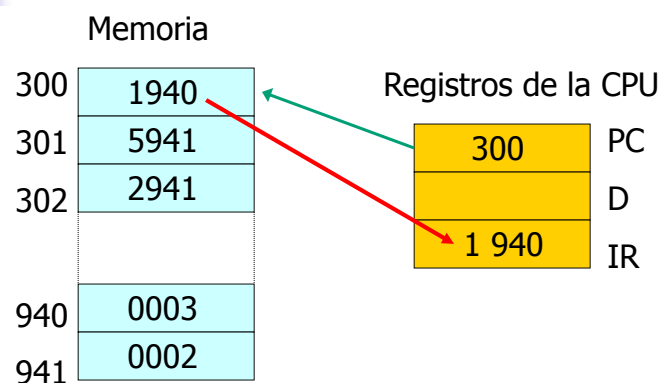 Memoria
300 1940
301 5941
302 2941
940 0003
941 0002
Registros de la CPU
300 PC
D
1 940 IR